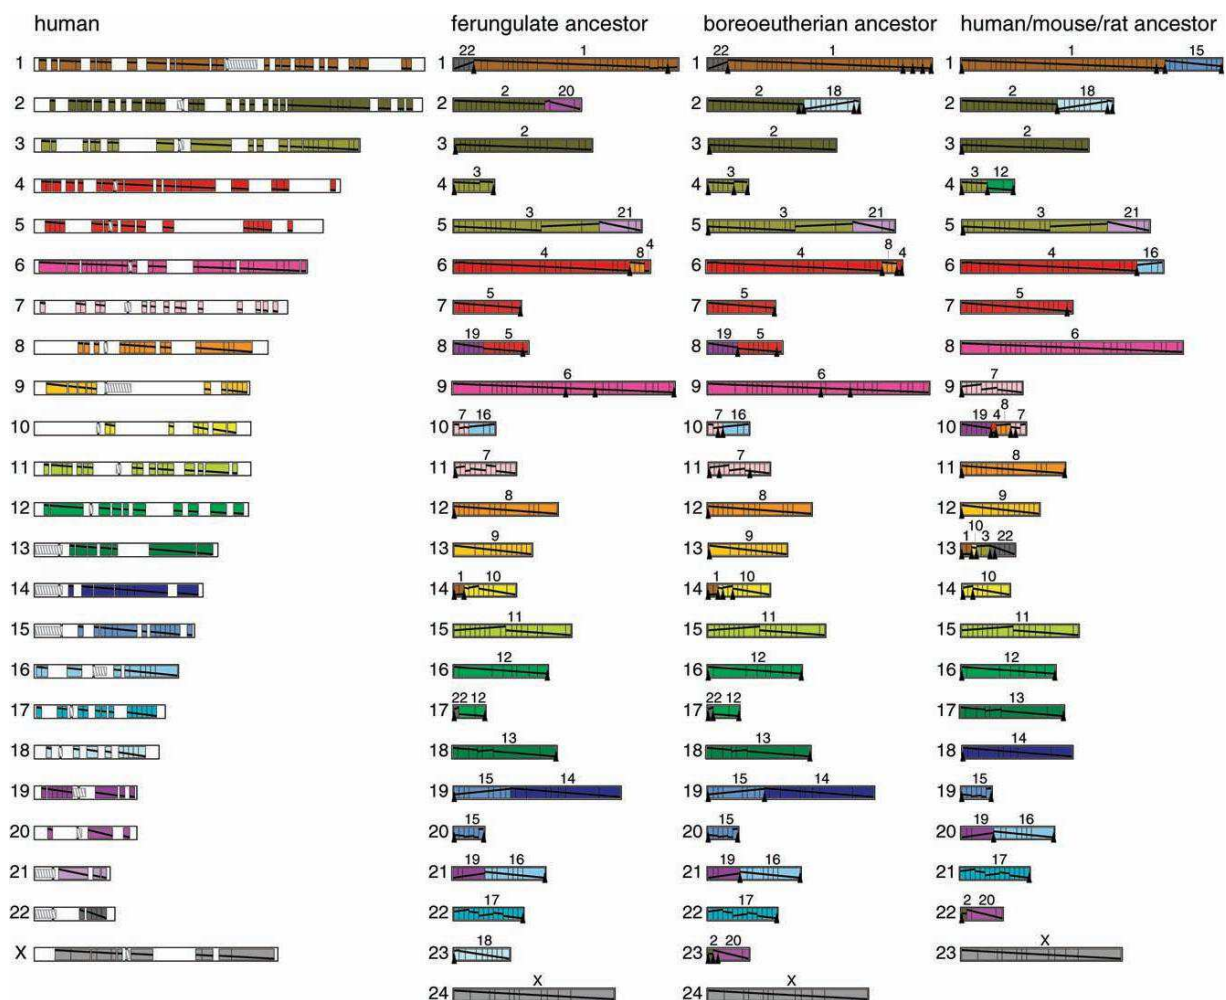 human ferungulate ancestor boreoeutherian ancestor human/mouse/rat ancestor
22 1 22 1 1 15
1 1 1 1
2 20 2 18 2 18
2 2 2 2
2 2 2
3 3 3 3
3 3 3 12
4 4 4 4
3 21 3 21 3 21
5 5 5 5
4 8 4 4 8 4 4 16
6 6 6 6
5 5 5
7 7 7 7
19 5 19 5 6
8 8 8 8
6 6 7
9 9 9 9
7 16 7 16 19 4 8 7
10 10 10 10
7 7 8
11 11 11 11
8 8 9
12 12 12 12
9 9 1 10 3 22
13 13 13 13
1 10 1 10 10
14 14 14 14
11 11 11
15 15 15 15
12 12 12
16 16 16 16
22 12 22 12 13
17 17 17 17
13 13 14
18 18 18 18
15 14 15 14 15
19 19 19 19
15 15 19 16
20 20 20 20
19 16 19 16 17
21 21 21 21
17 17 2 20
22 22 22 22
18 2 20 X
X 23 23 23
X X
24 24